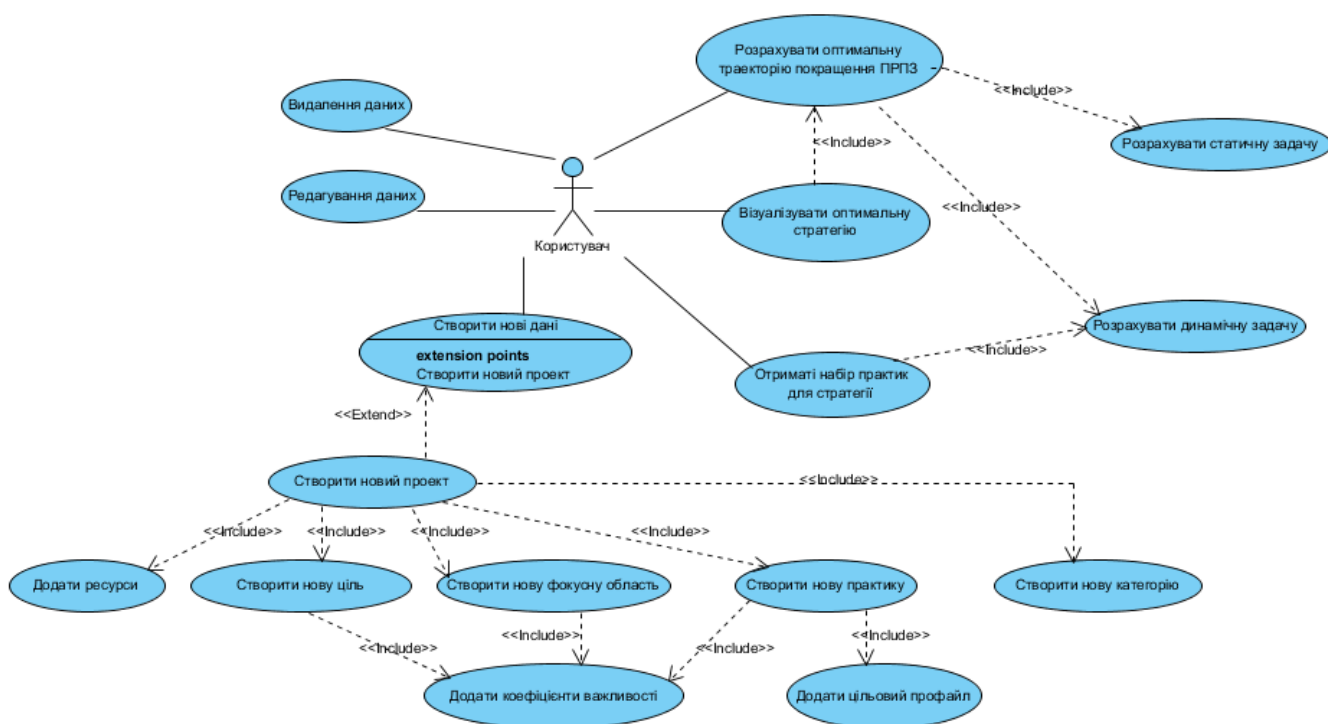 Розрахувати оптимальну
траекторію покращення ПРПЗ
<<Include>>
Видалення даних
<<Include>>
Розрахувати статичну задачу
Редагування даних
<<Include>>
Візуалізувати оптимальну
стратегію
Користувач
Створити нові дані
extension points
Створити новий проект
Розрахувати динамічну задачу
<<Include>>
Отриматі набір практик
для стратегії
<<Extend>>
Створити новий проект
<<Include>>
<<Include>>
<<Include>>
<<Include>>
<<Include>>
Додати ресурси
Створити нову ціль
Створити нову фокусну область
Створити нову практику
Створити нову категорію
<<Include>>
<<Include>>
<<Include>>
<<Include>>
Додати коефіцієнти важливості
Додати цільовий профайл